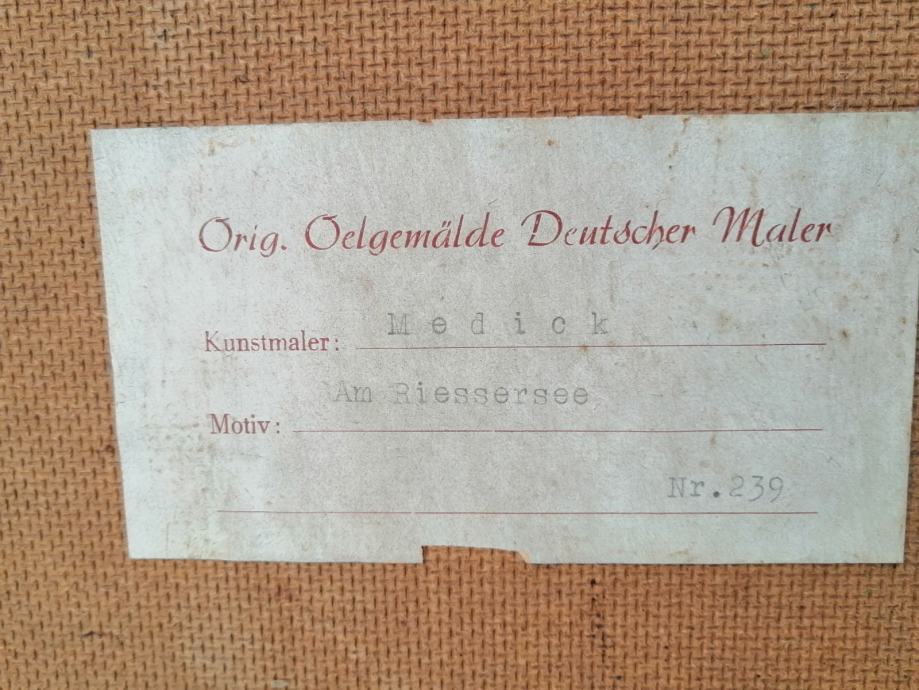 Orig. Oelgemälde Deutscher Maler
Kunstmaler: Medick
Motiv: Am Riessersee
Nr.239